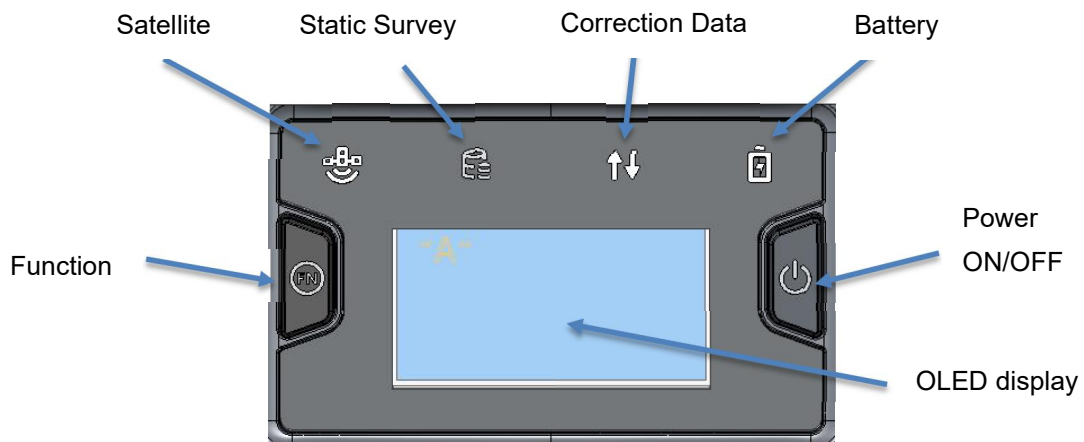 Satellite
Static Survey
Correction Data
Battery
"A"
Function
FN
Power
ON/OFF
OLED display